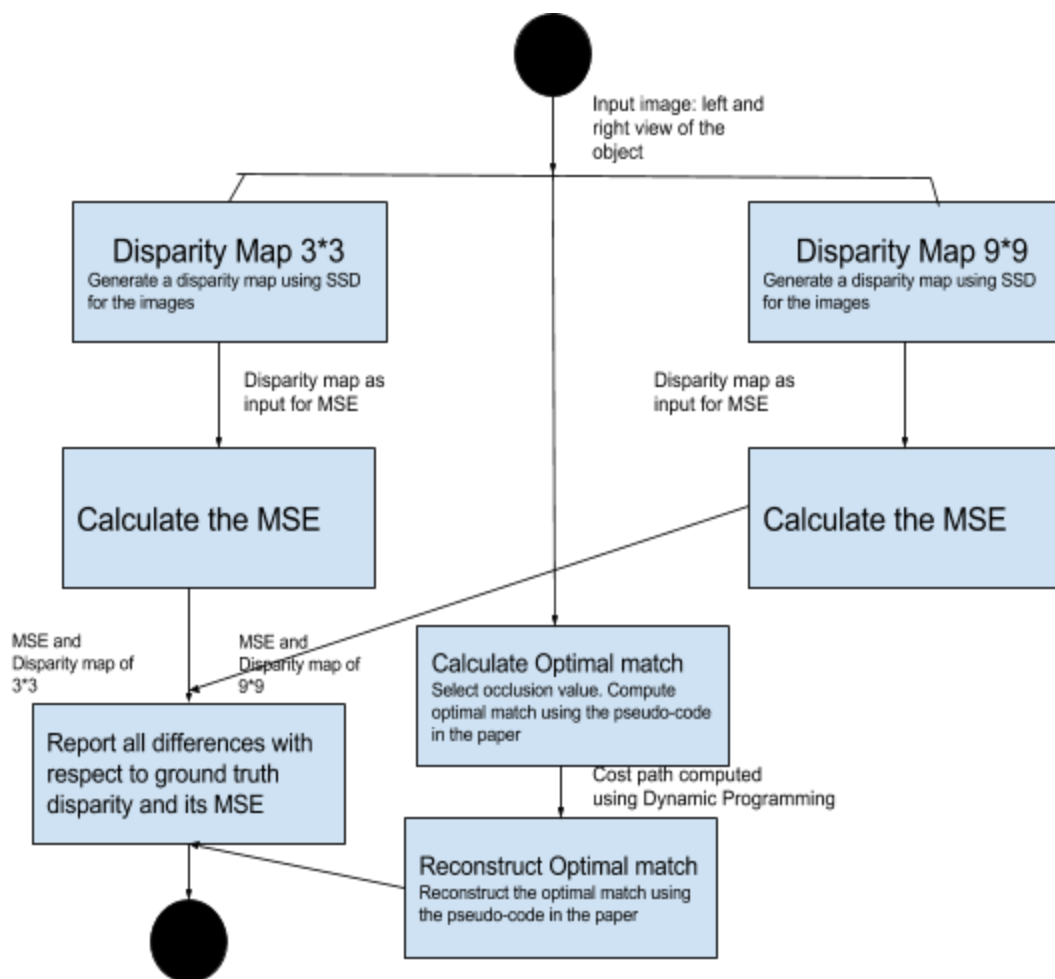 Input image: left and
right view of the
object
Disparity Map 3*3
Generate a disparity map using SSD
for the images
Disparity Map 9*9
Generate a disparity map using SSD
for the images
Disparity map as
input for MSE
Disparity map as
input for MSE
Calculate the MSE
Calculate the MSE
MSE and
Disparity map of
3*3
MSE and
Disparity map of
9*9
Calculate Optimal match
Select occlusion value. Compute
optimal match using the pseudo-code
in the paper
Report all differences with
respect to ground truth
disparity and its MSE
Cost path computed
using Dynamic Programming
Reconstruct Optimal match
Reconstruct the optimal match using
the pseudo-code in the paper